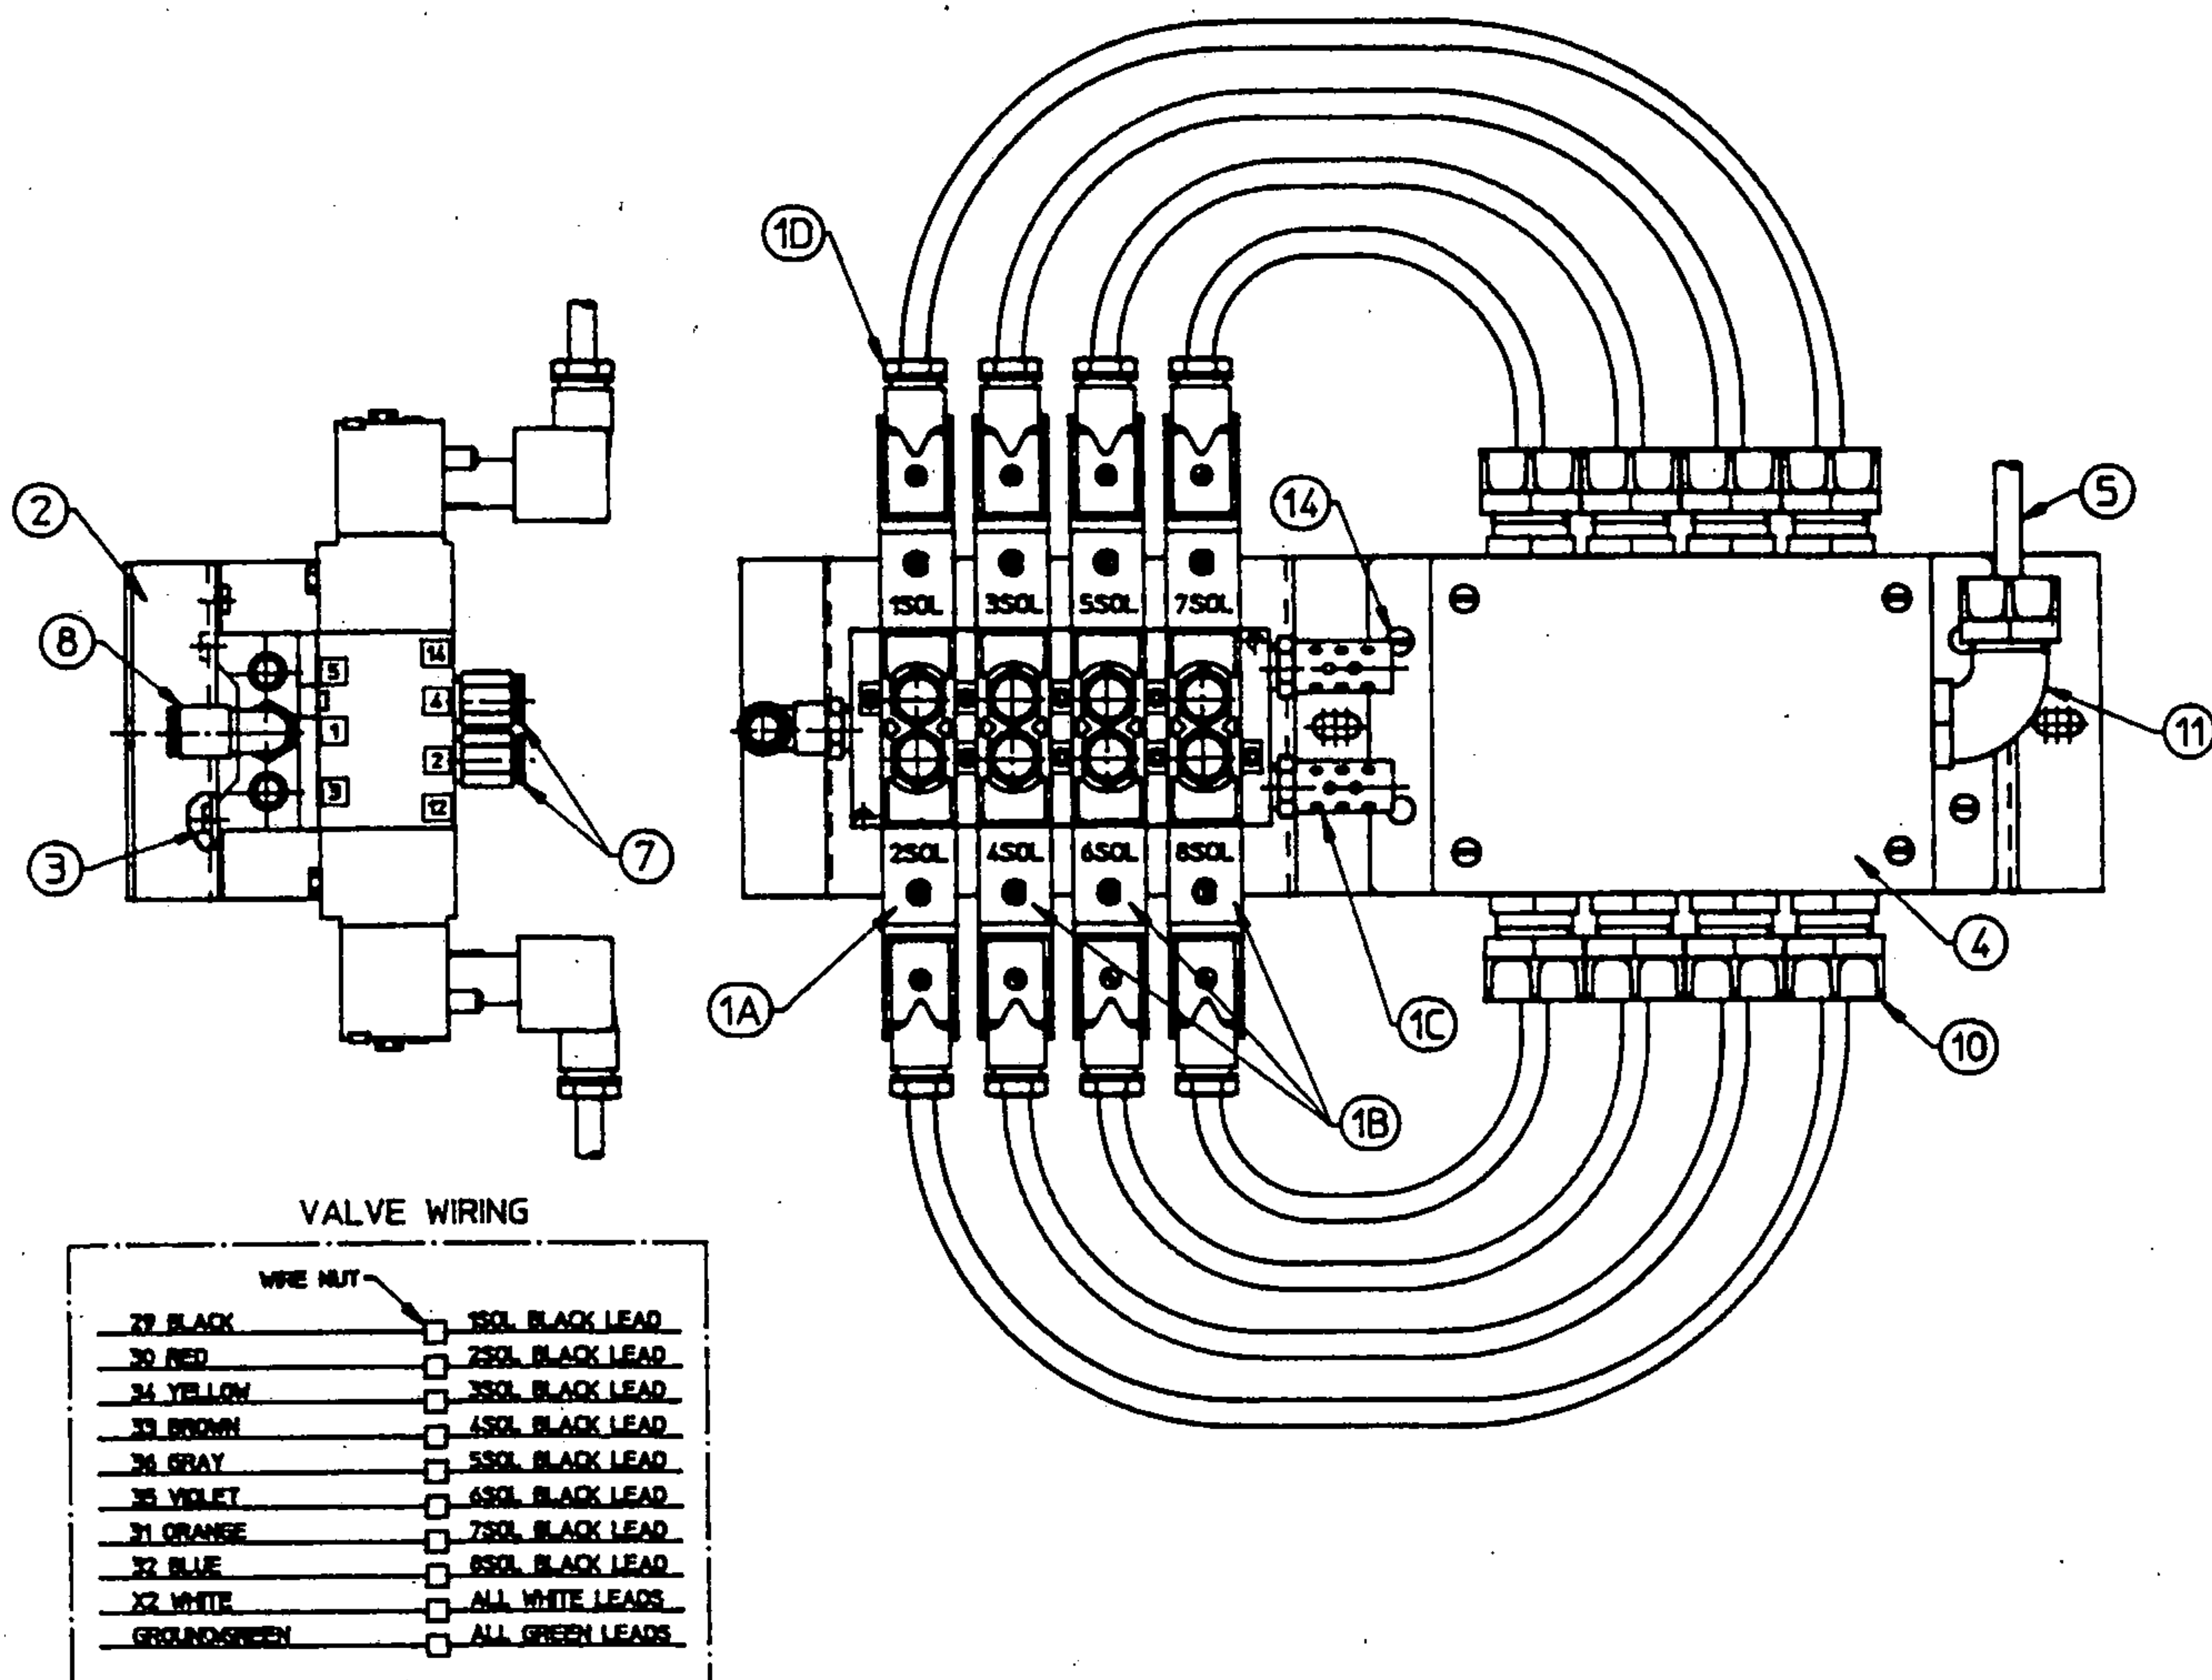 1D
14
5
2
8
1SOL 3SOL 5SOL 7SOL
5
14
4
1
2
3
12
11
3
7
2SOL 4SOL 6SOL 8SOL
4
1A
1C
10
1B
VALVE WIRING
WIRE NUT
29 BLACK 1SOL BLACK LEAD
30 RED 2SOL BLACK LEAD
34 YELLOW 3SOL BLACK LEAD
33 BROWN 4SOL BLACK LEAD
36 GRAY 5SOL BLACK LEAD
35 VIOLET 6SOL BLACK LEAD
31 ORANGE 7SOL BLACK LEAD
32 BLUE 8SOL BLACK LEAD
X2 WHITE ALL WHITE LEADS
GROUND/GREEN ALL GREEN LEADS